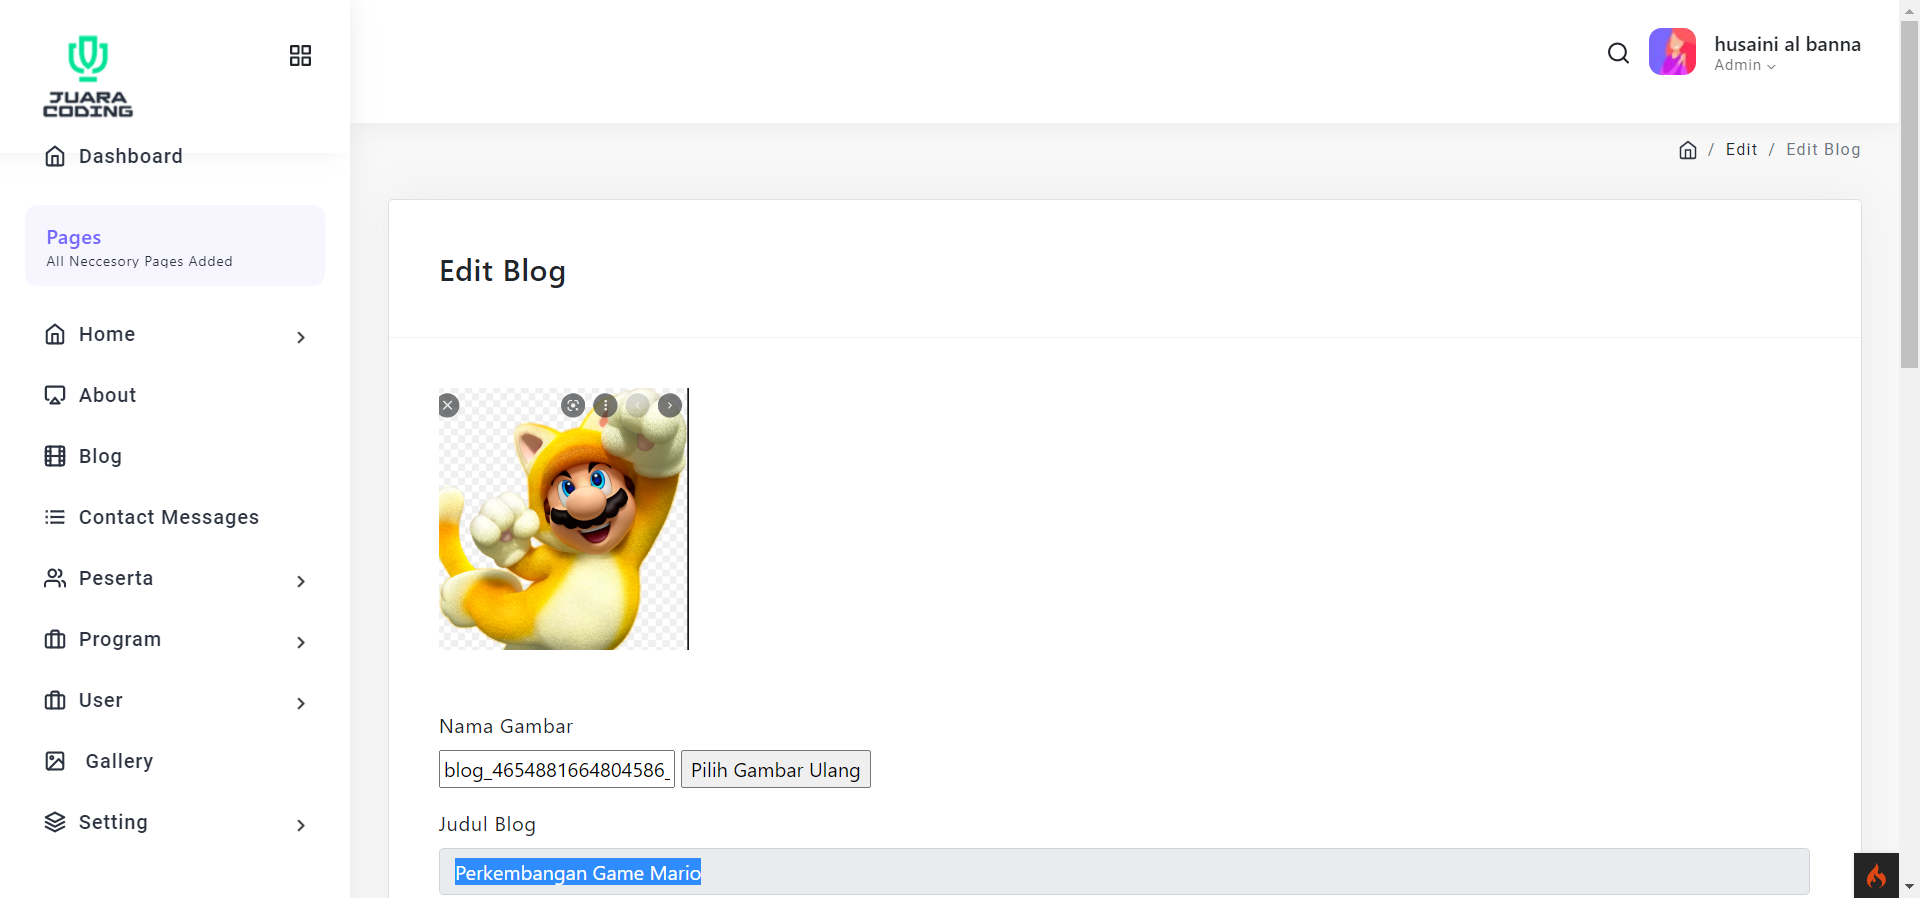 JUARA
CODING
husaini al banna
Admin
/ Edit / Edit Blog
Dashboard
Pages
All Neccesory Pages Added
Home
About
Blog
Contact Messages
Peserta
Program
User
Gallery
Setting
Edit Blog
Nama Gambar
blog_4654881664804586_
Pilih Gambar Ulang
Judul Blog
Perkembangan Game Mario